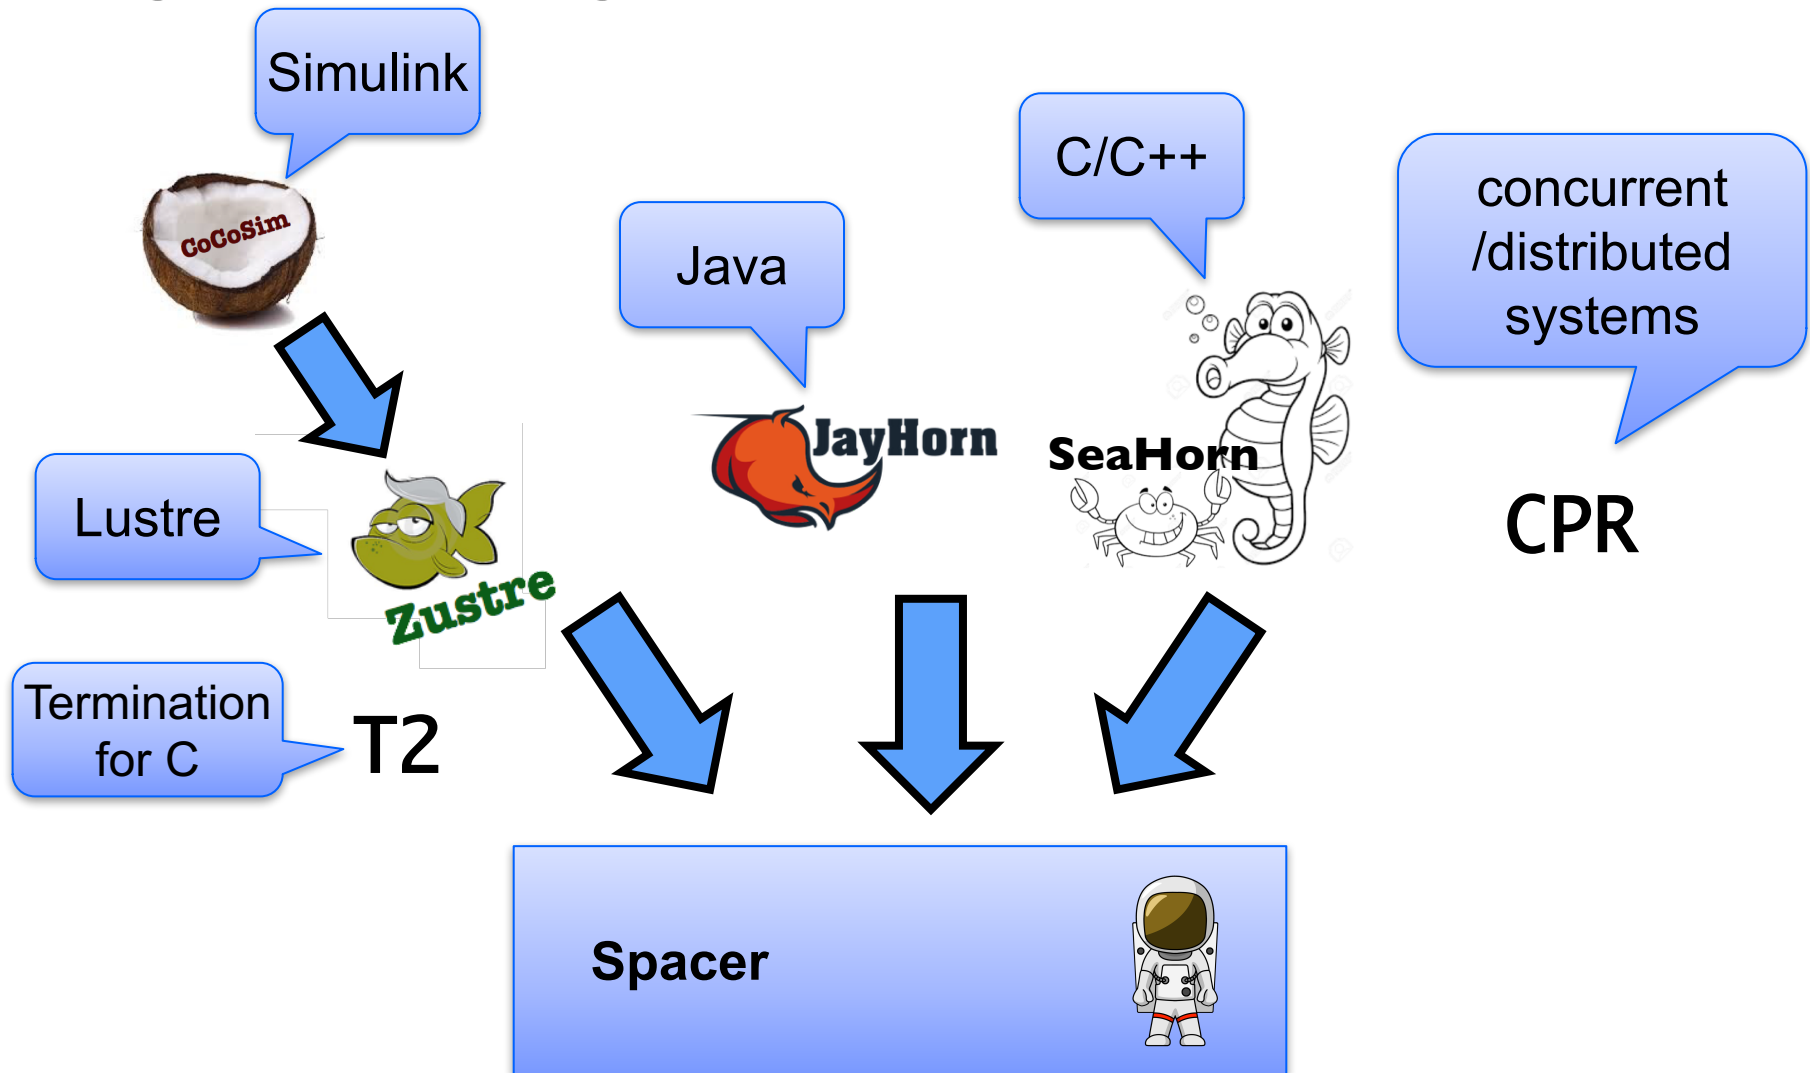 Simulink
CoCoSim
C/C++
concurrent
/distributed
systems
Java
JayHorn
SeaHorn
Lustre
CPR
Zustre
Termination
for C
T2
Spacer